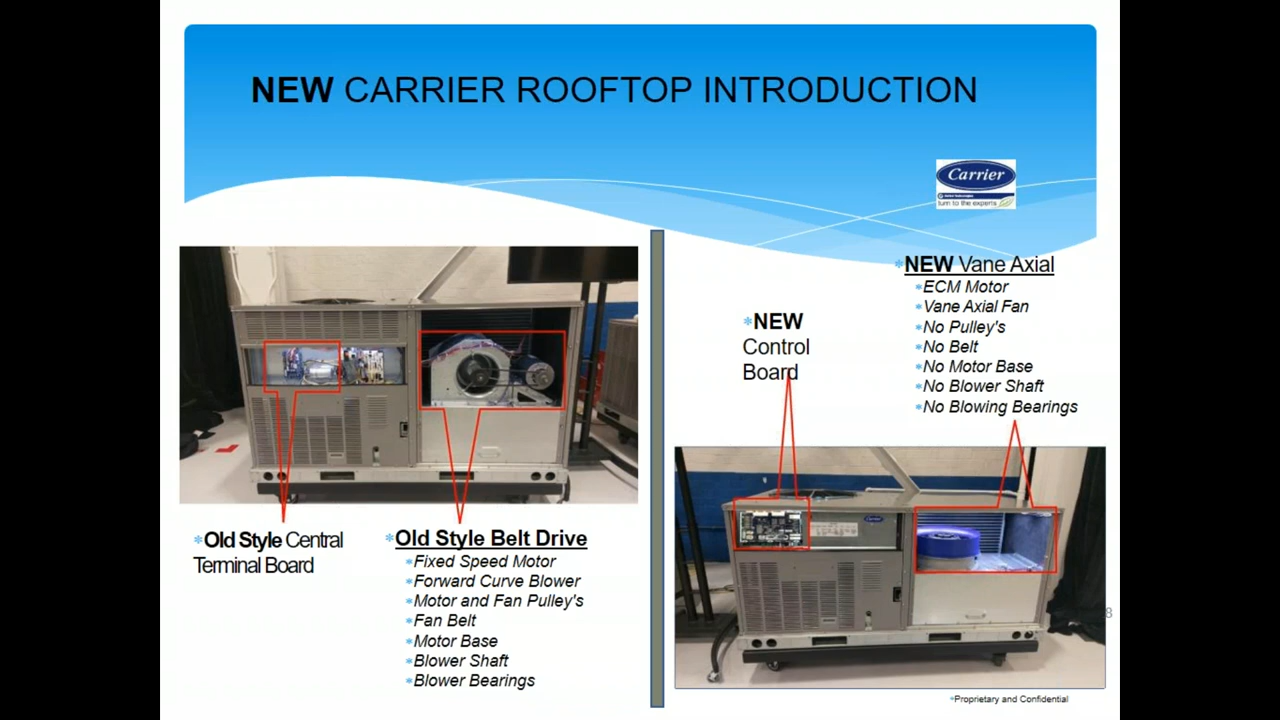 NEW CARRIER ROOFTOP INTRODUCTION
Carrier
turn to the experts
*Old Style Central
Terminal Board
*Old Style Belt Drive
*Fixed Speed Motor
*Forward Curve Blower
*Motor and Fan Pulley's
*Fan Belt
*Motor Base
*Blower Shaft
*Blower Bearings
*NEW
Control
Board
*NEW Vane Axial
*ECM Motor
*Vane Axial Fan
*No Pulley's
*No Belt
*No Motor Base
*No Blower Shaft
*No Blowing Bearings
Carrier
8
*Proprietary and Confidential